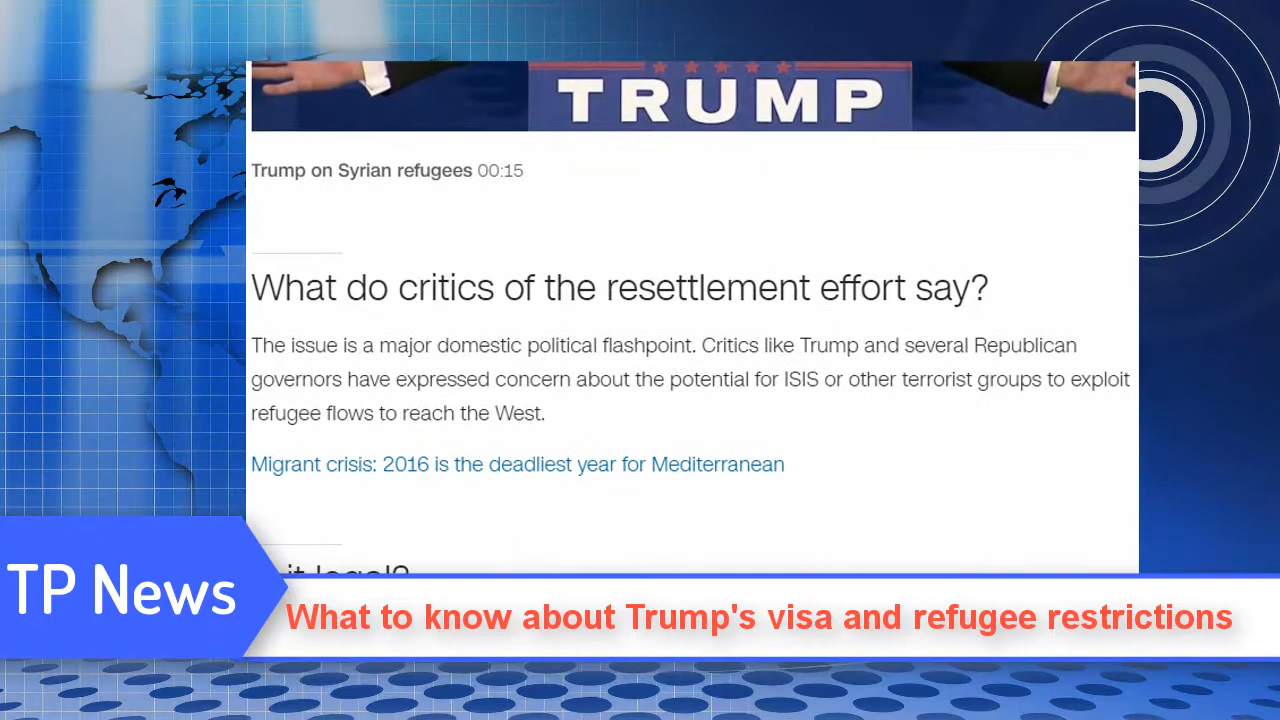 TRUMP
Trump on Syrian refugees 00:15
What do critics of the resettlement effort say?
The issue is a major domestic political flashpoint. Critics like Trump and several Republican
governors have expressed concern about the potential for ISIS or other terrorist groups to exploit
refugee flows to reach the West.
Migrant crisis: 2016 is the deadliest year for Mediterranean
it legal?
TP News
What to know about Trump's visa and refugee restrictions